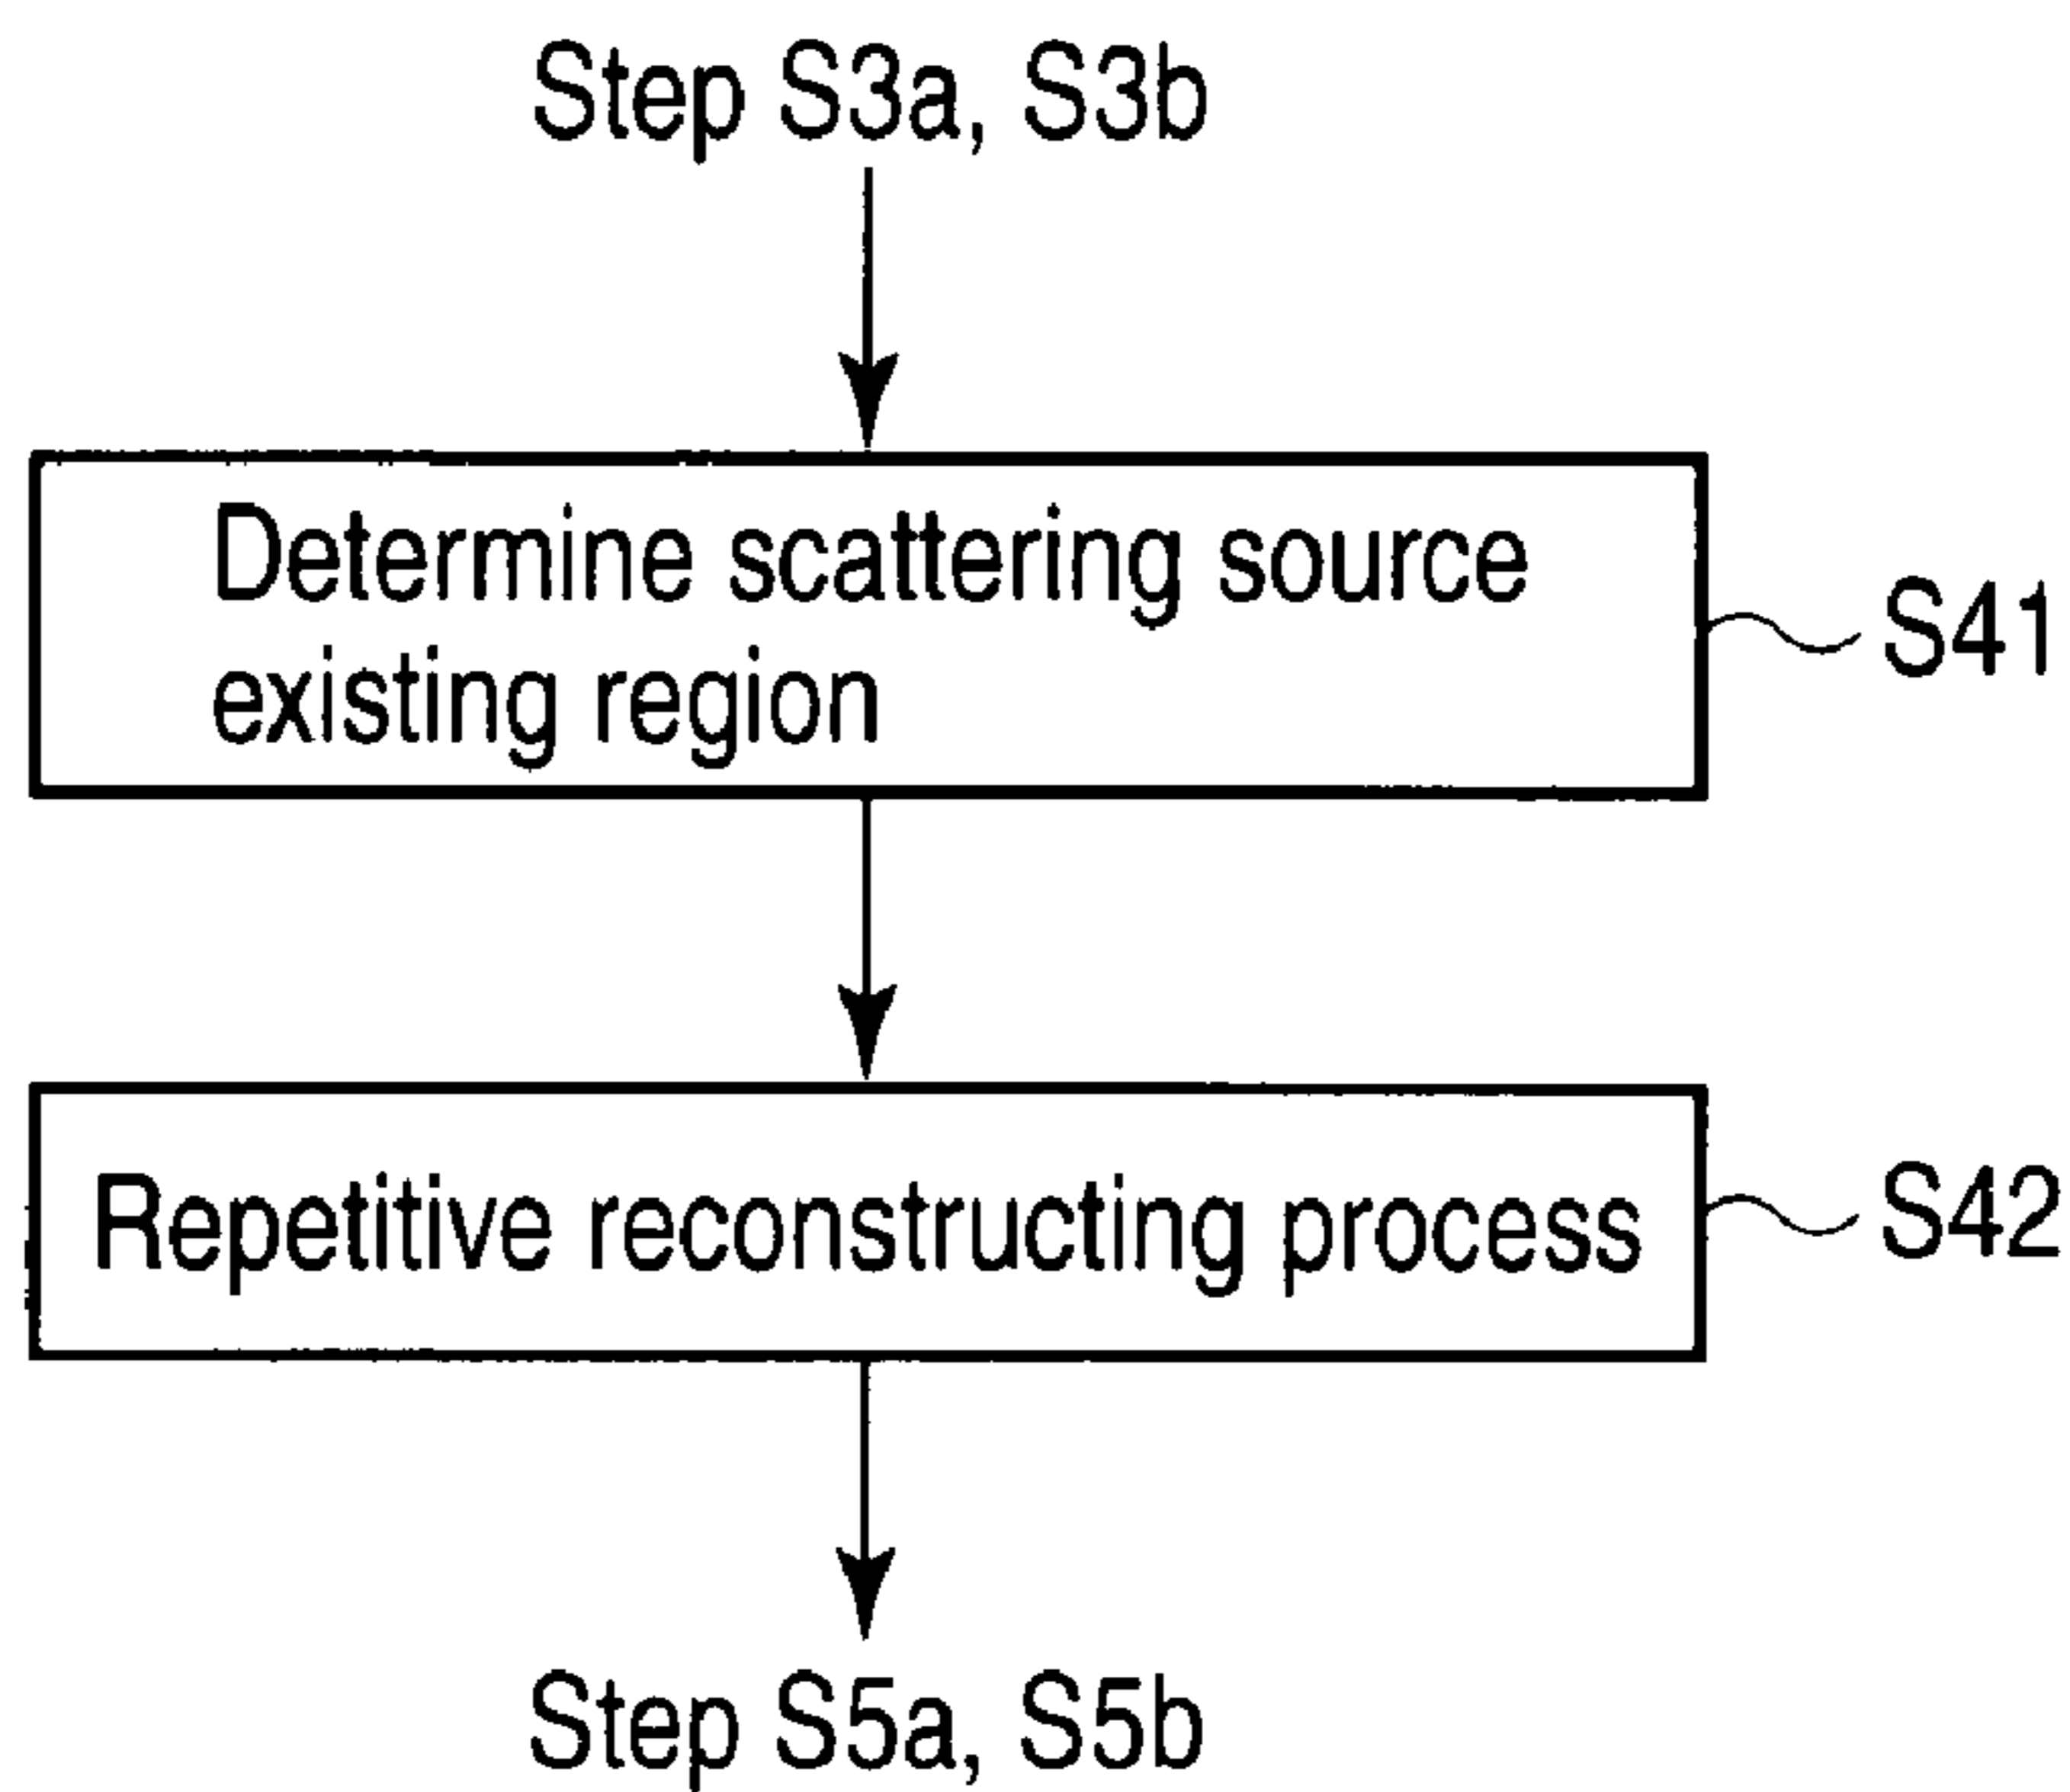 Step S3a, S3b
Determine scattering source
existing region
S41
Repetitive reconstructing process
S42
Step S5a, S5b